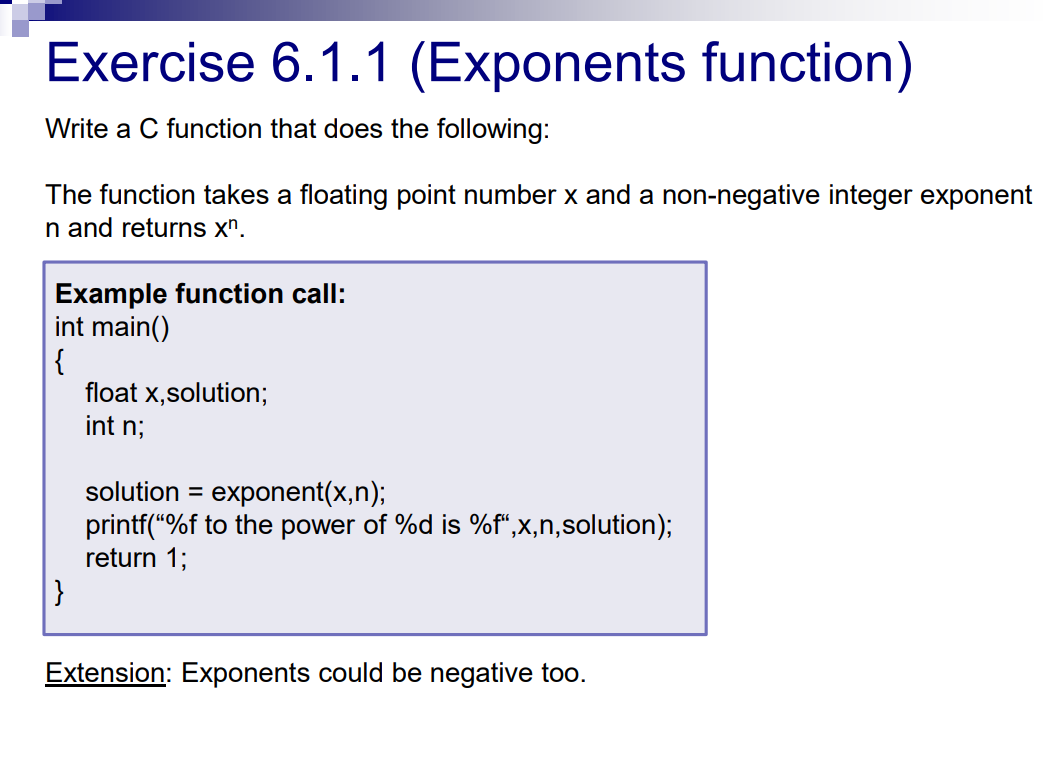 Exercise 6.1.1 (Exponents function)
Write a C function that does the following:
The function takes a floating point number x and a non-negative integer exponent
n and returns xⁿ.
Example function call:
int main()
{
float x,solution;
int n;
solution = exponent(x,n);
printf(“%f to the power of %d is %f“,x,n,solution);
return 1;
}
Extension: Exponents could be negative too.